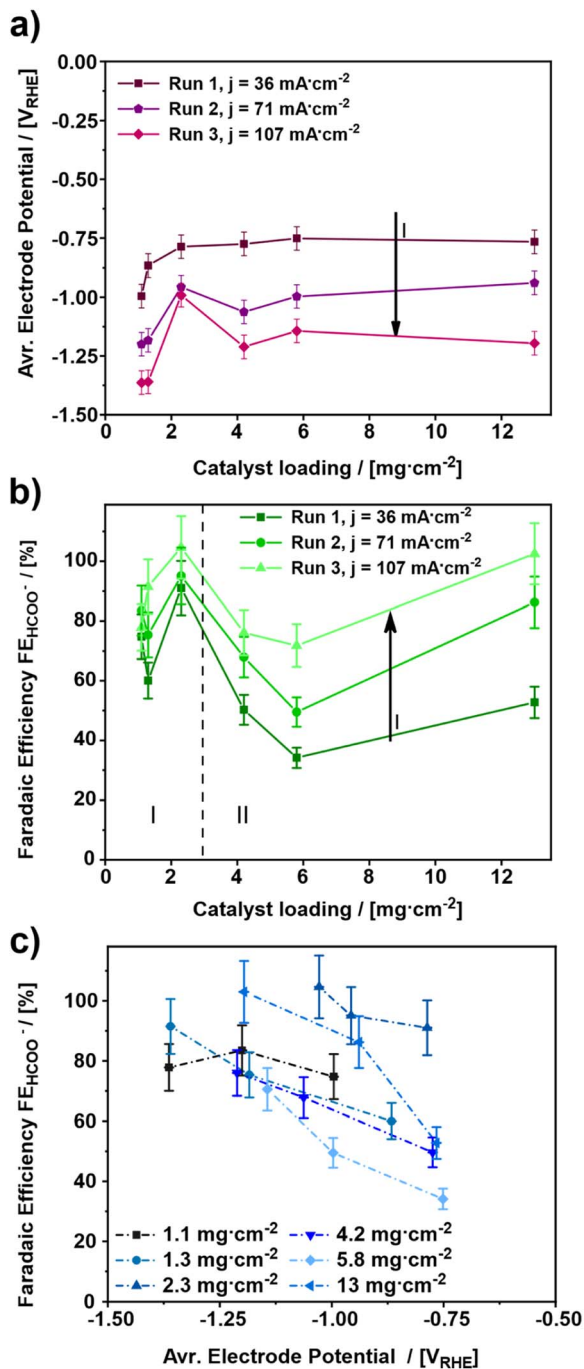 a)
0.00
-0.25
-0.50
-0.75
-1.00
-1.25
-1.50
Avr. Electrode Potential / [V_RHE]
Run 1, j = 36 mA·cm⁻²
Run 2, j = 71 mA·cm⁻²
Run 3, j = 107 mA·cm⁻²
I
0 2 4 6 8 10 12
Catalyst loading / [mg·cm⁻²]
b)
100
80
60
40
20
0
Faradaic Efficiency FE_HCOO⁻ / [%]
Run 1, j = 36 mA·cm⁻²
Run 2, j = 71 mA·cm⁻²
Run 3, j = 107 mA·cm⁻²
I
I II
0 2 4 6 8 10 12
Catalyst loading / [mg·cm⁻²]
c)
100
80
60
40
20
0
Faradaic Efficiency FE_HCOO⁻ / [%]
1.1 mg·cm⁻² 4.2 mg·cm⁻²
1.3 mg·cm⁻² 5.8 mg·cm⁻²
2.3 mg·cm⁻² 13 mg·cm⁻²
-1.50 -1.25 -1.00 -0.75 -0.50
Avr. Electrode Potential / [V_RHE]